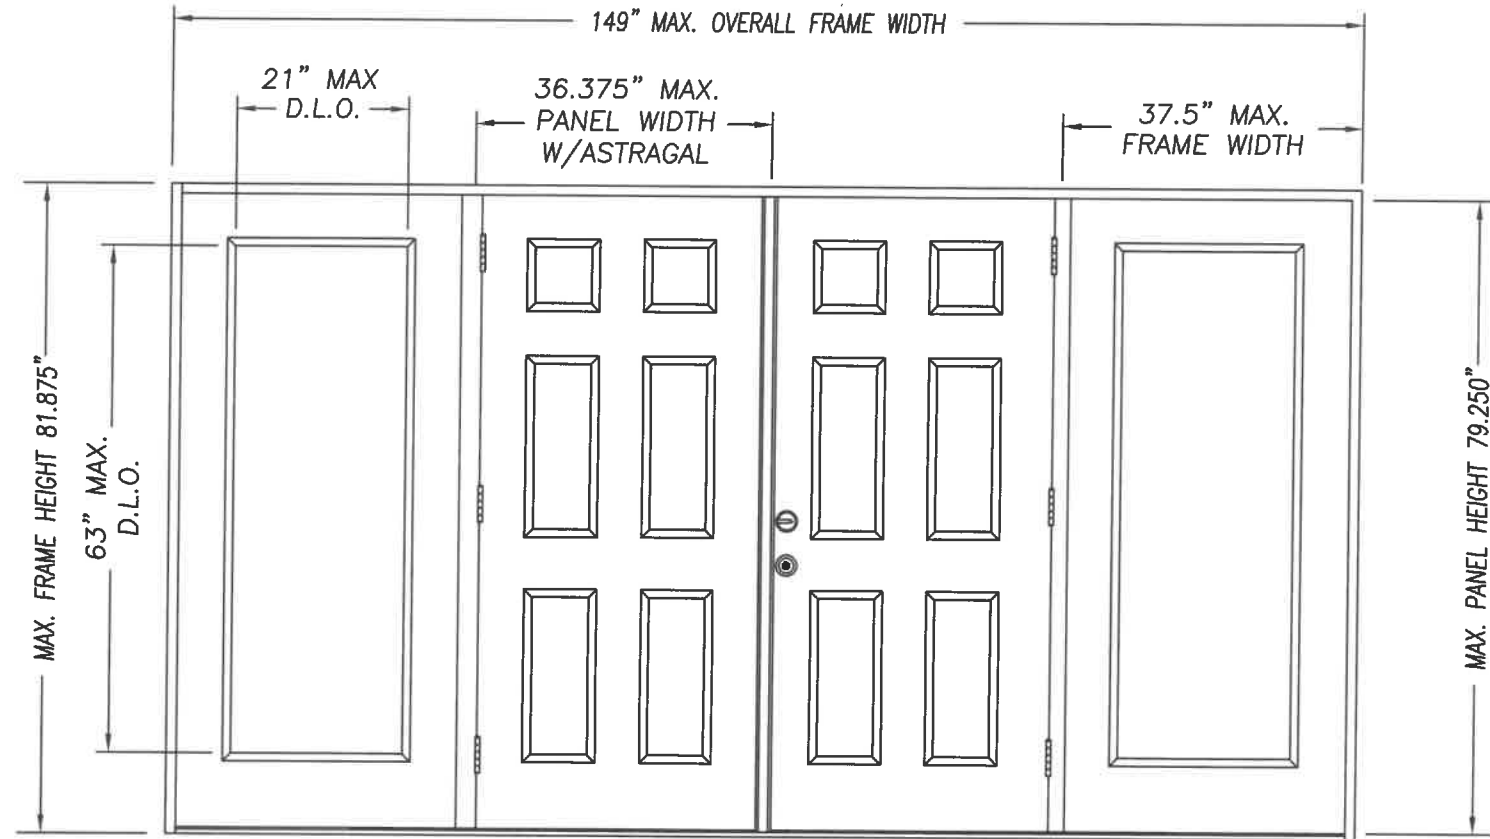 149" MAX. OVERALL FRAME WIDTH
21" MAX
D.L.O.
36.375" MAX.
PANEL WIDTH
W/ASTRAGAL
37.5" MAX.
FRAME WIDTH
MAX. FRAME HEIGHT 81.875"
63" MAX.
D.L.O.
MAX. PANEL HEIGHT 79.250"